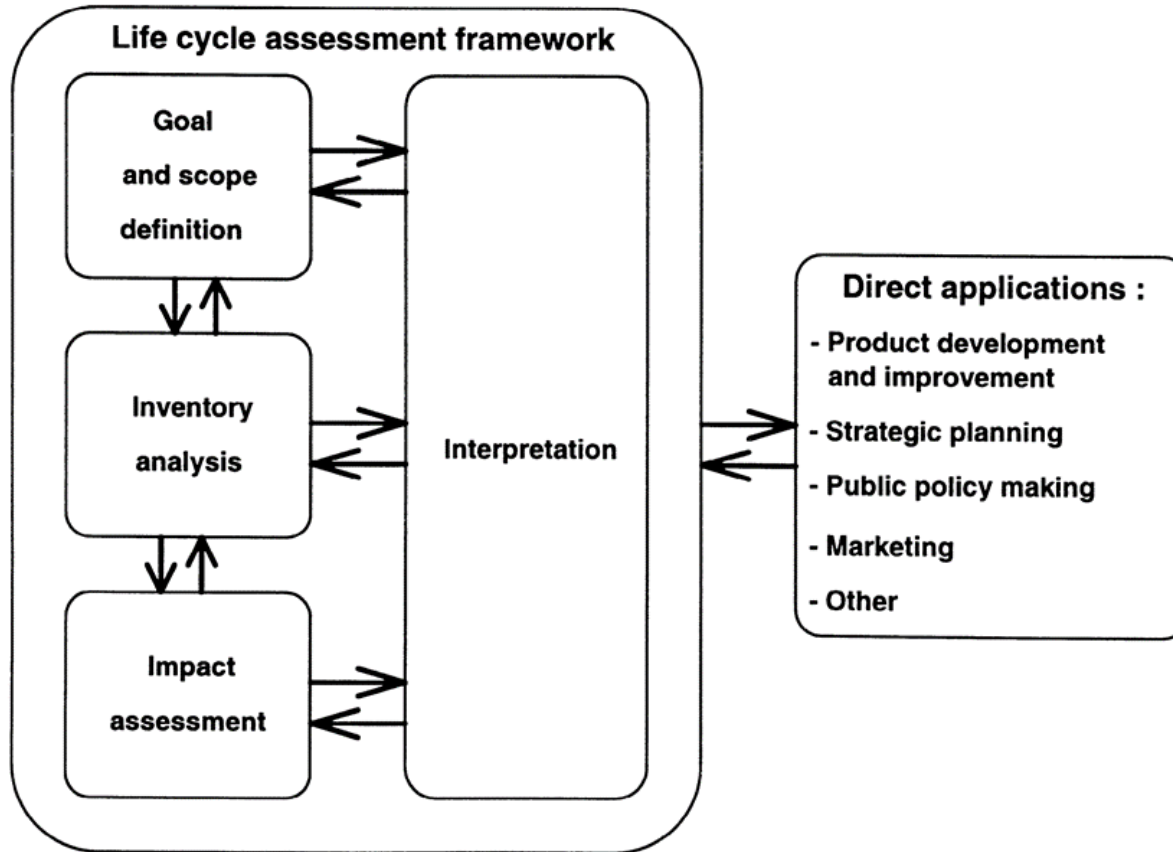 Life cycle assessment framework
Goal
and scope
definition
Inventory
analysis
Impact
assessment
Interpretation
Direct applications :
- Product development
and improvement
- Strategic planning
- Public policy making
- Marketing
- Other